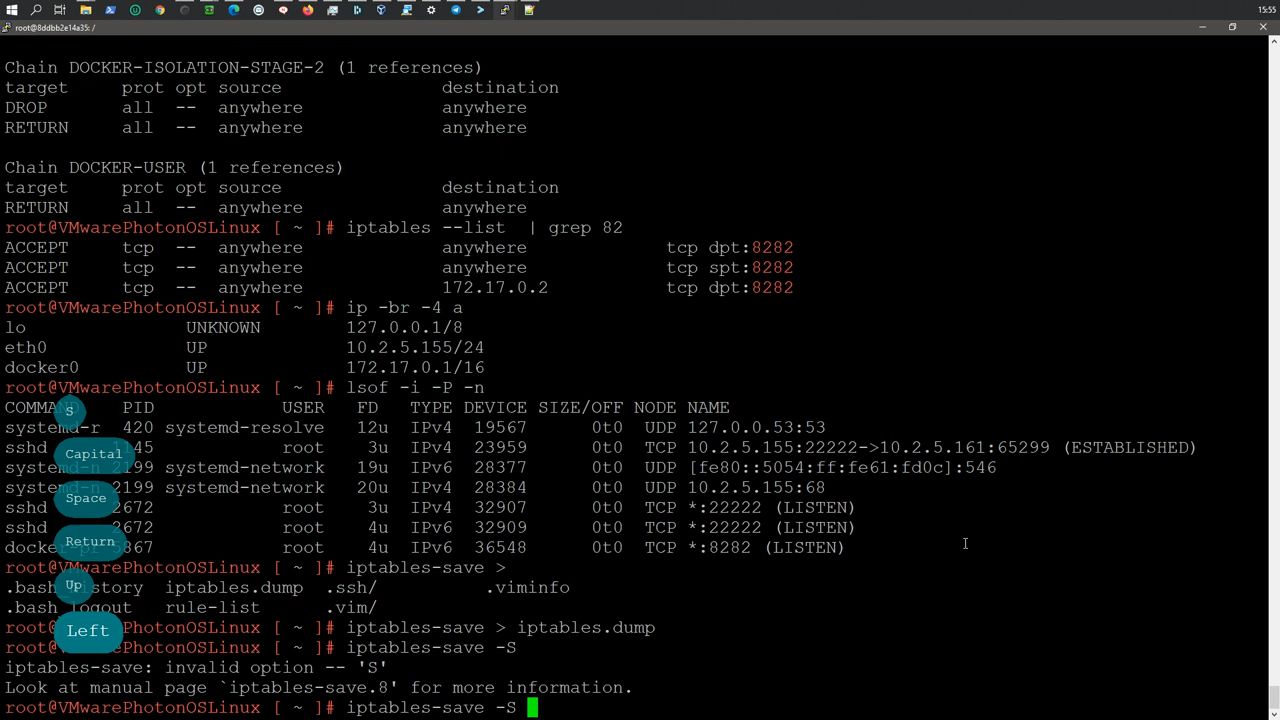 15:55
root@8ddbb2e14a35: /
Chain DOCKER-ISOLATION-STAGE-2 (1 references)
target     prot opt source               destination
DROP       all  --  anywhere             anywhere
RETURN     all  --  anywhere             anywhere
Chain DOCKER-USER (1 references)
target     prot opt source               destination
RETURN     all  --  anywhere             anywhere
root@VMwarePhotonOSLinux [ ~ ]# iptables --list  | grep 82
ACCEPT     tcp  --  anywhere             anywhere             tcp dpt:8282
ACCEPT     tcp  --  anywhere             anywhere             tcp spt:8282
ACCEPT     tcp  --  anywhere             172.17.0.2           tcp dpt:8282
root@VMwarePhotonOSLinux [ ~ ]# ip -br -4 a
lo               UNKNOWN        127.0.0.1/8
eth0             UP             10.2.5.155/24
docker0          UP             172.17.0.1/16
root@VMwarePhotonOSLinux [ ~ ]# lsof -i -P -n
COMMAND    PID            USER   FD   TYPE DEVICE SIZE/OFF NODE NAME
systemd-r  420 systemd-resolve   12u  IPv4  19567      0t0  UDP 127.0.0.53:53
sshd      1145            root    3u  IPv4  23959      0t0  TCP 10.2.5.155:22222->10.2.5.161:65299 (ESTABLISHED)
systemd-n 2199 systemd-network   19u  IPv6  28377      0t0  UDP [fe80::5054:ff:fe61:fd0c]:546
systemd-n 2199 systemd-network   20u  IPv4  28384      0t0  UDP 10.2.5.155:68
sshd      2672            root    3u  IPv4  32907      0t0  TCP *:22222 (LISTEN)
sshd      2672            root    4u  IPv6  32909      0t0  TCP *:22222 (LISTEN)
docker-pr 5867            root    4u  IPv6  36548      0t0  TCP *:8282 (LISTEN)
root@VMwarePhotonOSLinux [ ~ ]# iptables-save >
.bash_history  iptables.dump  .ssh/          .viminfo
.bash_logout   rule-list      .vim/
root@VMwarePhotonOSLinux [ ~ ]# iptables-save > iptables.dump
root@VMwarePhotonOSLinux [ ~ ]# iptables-save -S
iptables-save: invalid option -- 'S'
Look at manual page `iptables-save.8' for more information.
root@VMwarePhotonOSLinux [ ~ ]# iptables-save -S
S
Capital
Space
Return
Up
Left